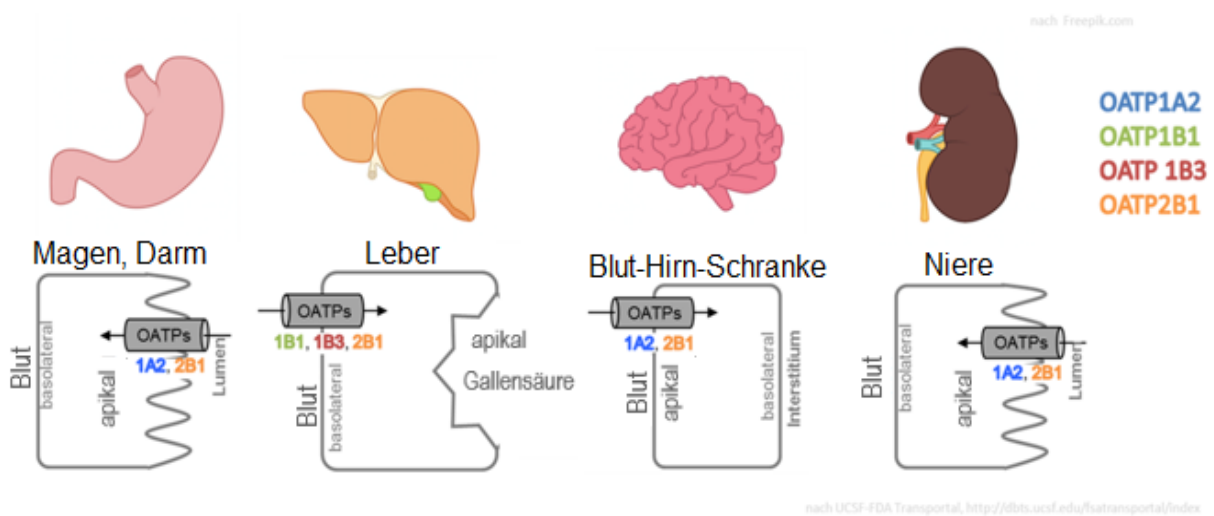 nach Freepik.com
OATP1A2
OATP1B1
OATP 1B3
OATP2B1
Magen, Darm
Blut
basolateral
apikal
OATPs
1A2, 2B1
Lumen
Leber
OATPs
1B1, 1B3, 2B1
Blut
basolateral
apikal
Gallensäure
Blut-Hirn-Schranke
OATPs
1A2, 2B1
Blut
apikal
basolateral
Interstitium
Niere
Blut
basolateral
apikal
OATPs
1A2, 2B1
Lumen
nach UCSF-FDA Transportal, http://dbts.ucsf.edu/fsatransportal/index